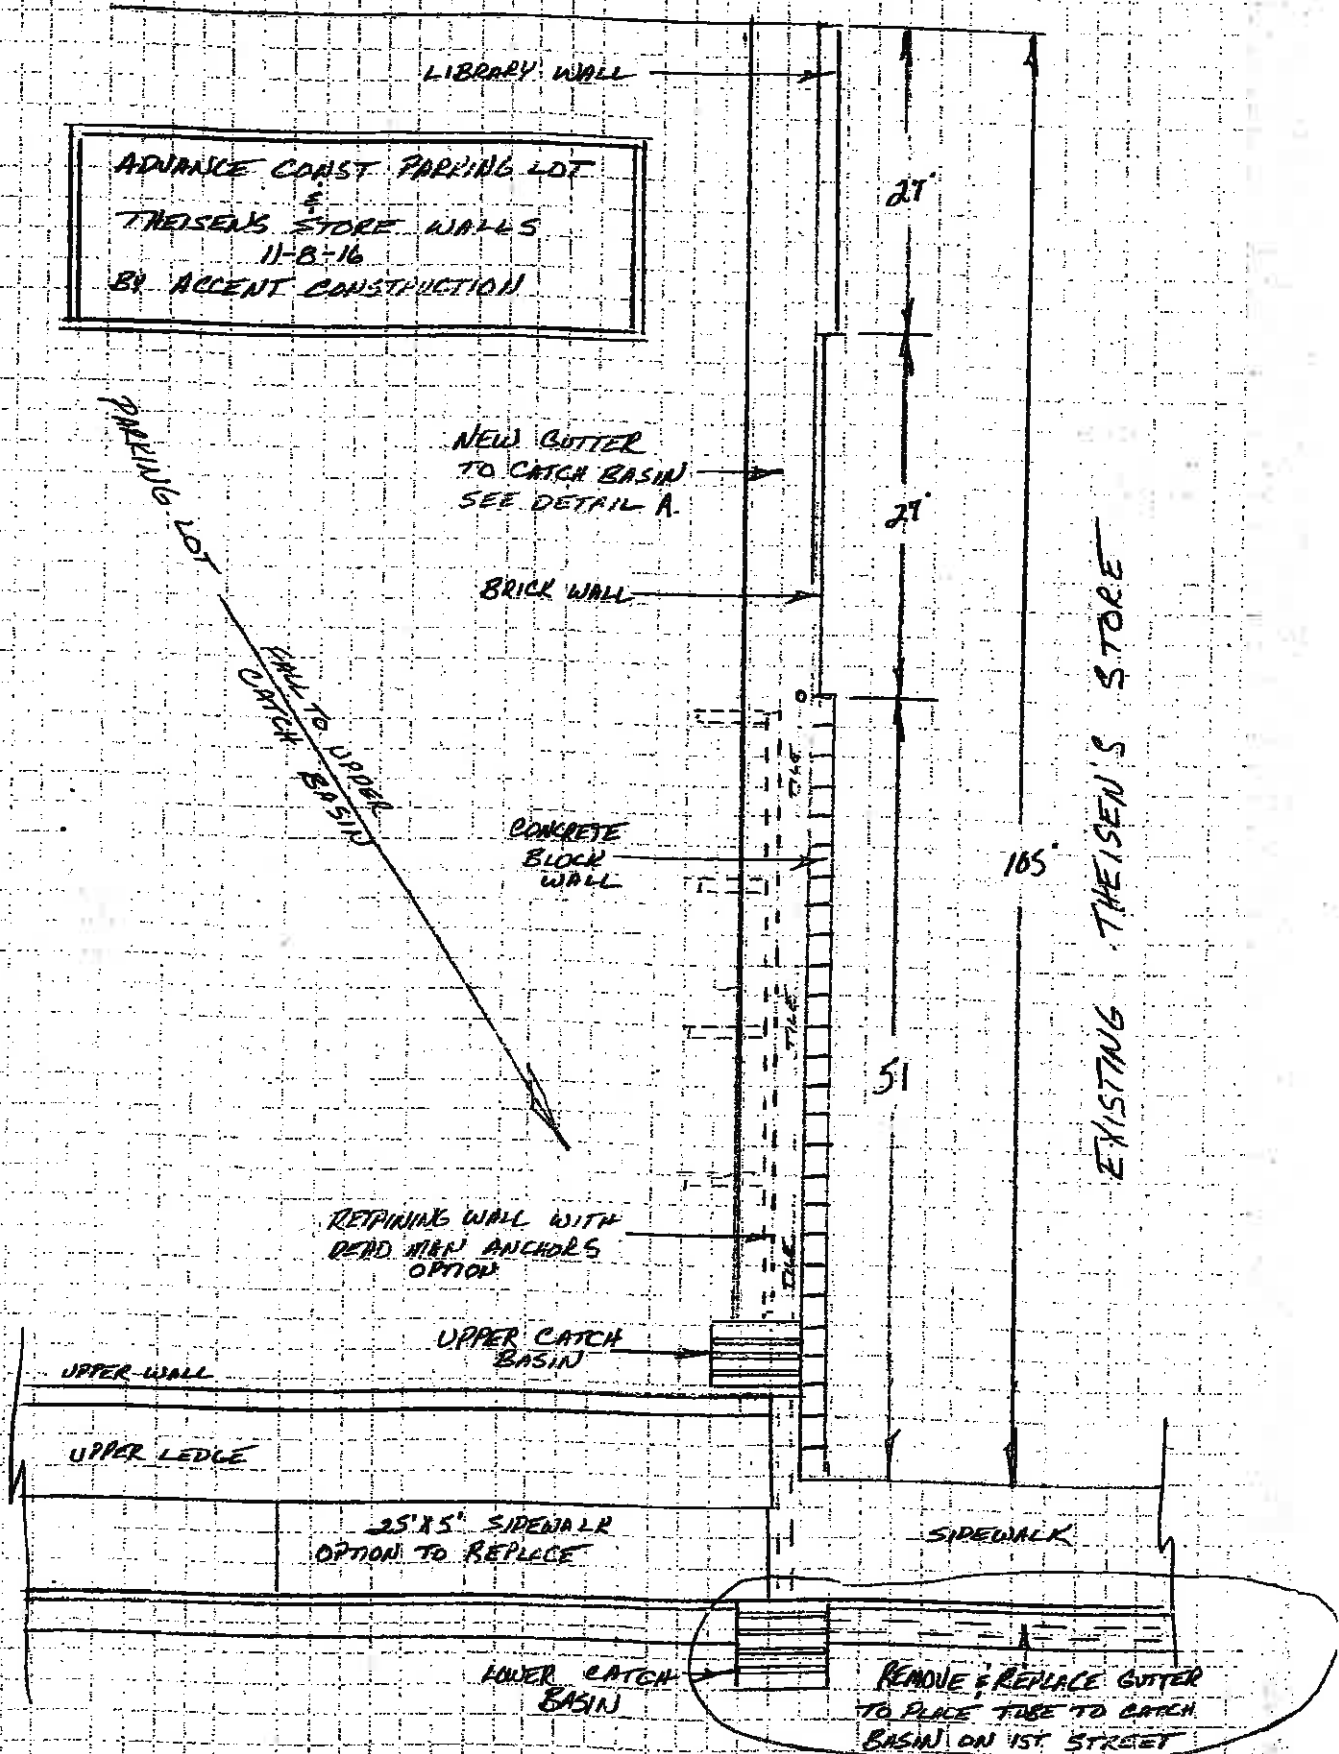 LIBRARY WALL
ADVANCE CONST PARKING LOT
&
THEISENS STORE WALLS
11-8-16
BY ACCENT CONSTRUCTION
27'
PARKING LOT
NEW GUTTER
TO CATCH BASIN
SEE DETAIL A.
27'
BRICK WALL
FALL TO UPPER
CATCH BASIN
TILE
CONCRETE
BLOCK
WALL
105'
EXISTING THEISEN'S STORE
TILE
51
RETAINING WALL WITH
DEAD MAN ANCHORS
OPTION
TILE
UPPER CATCH
BASIN
UPPER WALL
UPPER LEDGE
25'X5' SIDEWALK
OPTION TO REPLACE
SIDEWALK
LOWER CATCH
BASIN
REMOVE & REPLACE GUTTER
TO PLACE TUBE TO CATCH
BASIN ON 1ST STREET